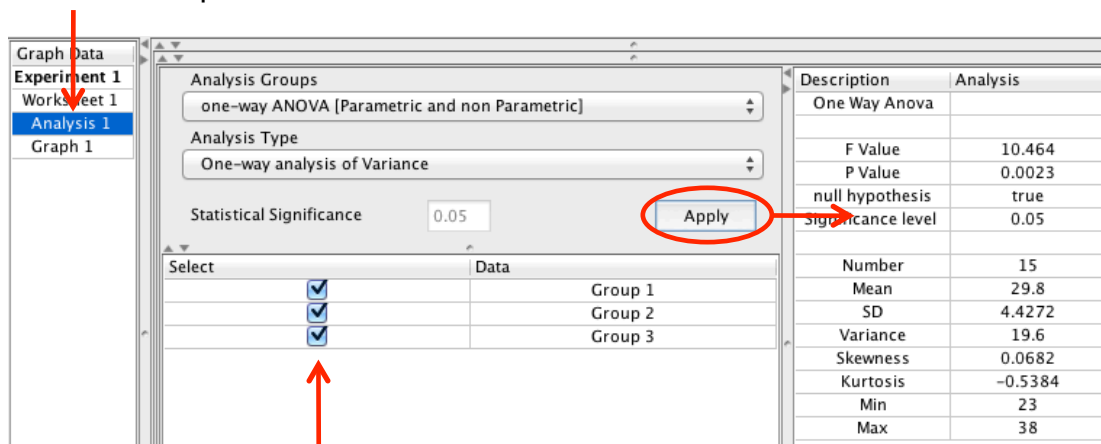 Graph Data
Experiment 1
Worksheet 1
Analysis 1
Graph 1
Analysis Groups
one-way ANOVA [Parametric and non Parametric]
Analysis Type
One-way analysis of Variance
Statistical Significance 0.05 Apply
Select Data
Group 1
Group 2
Group 3
Description Analysis
One Way Anova
F Value 10.464
P Value 0.0023
null hypothesis true
Significance level 0.05
Number 15
Mean 29.8
SD 4.4272
Variance 19.6
Skewness 0.0682
Kurtosis -0.5384
Min 23
Max 38